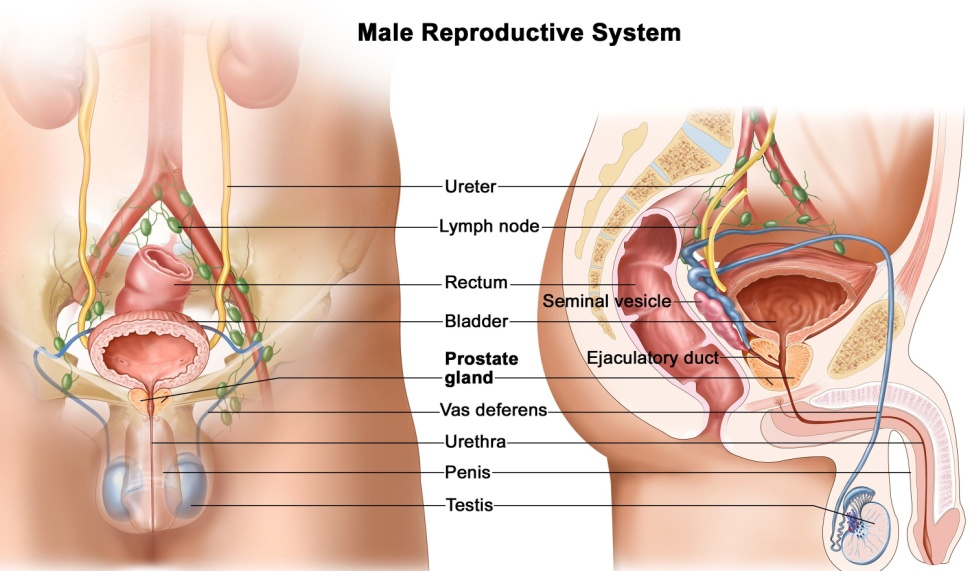 Male Reproductive System
Ureter
Lymph node
Rectum
Seminal vesicle
Bladder
Ejaculatory duct
Prostate
gland
Vas deferens
Urethra
Penis
Testis